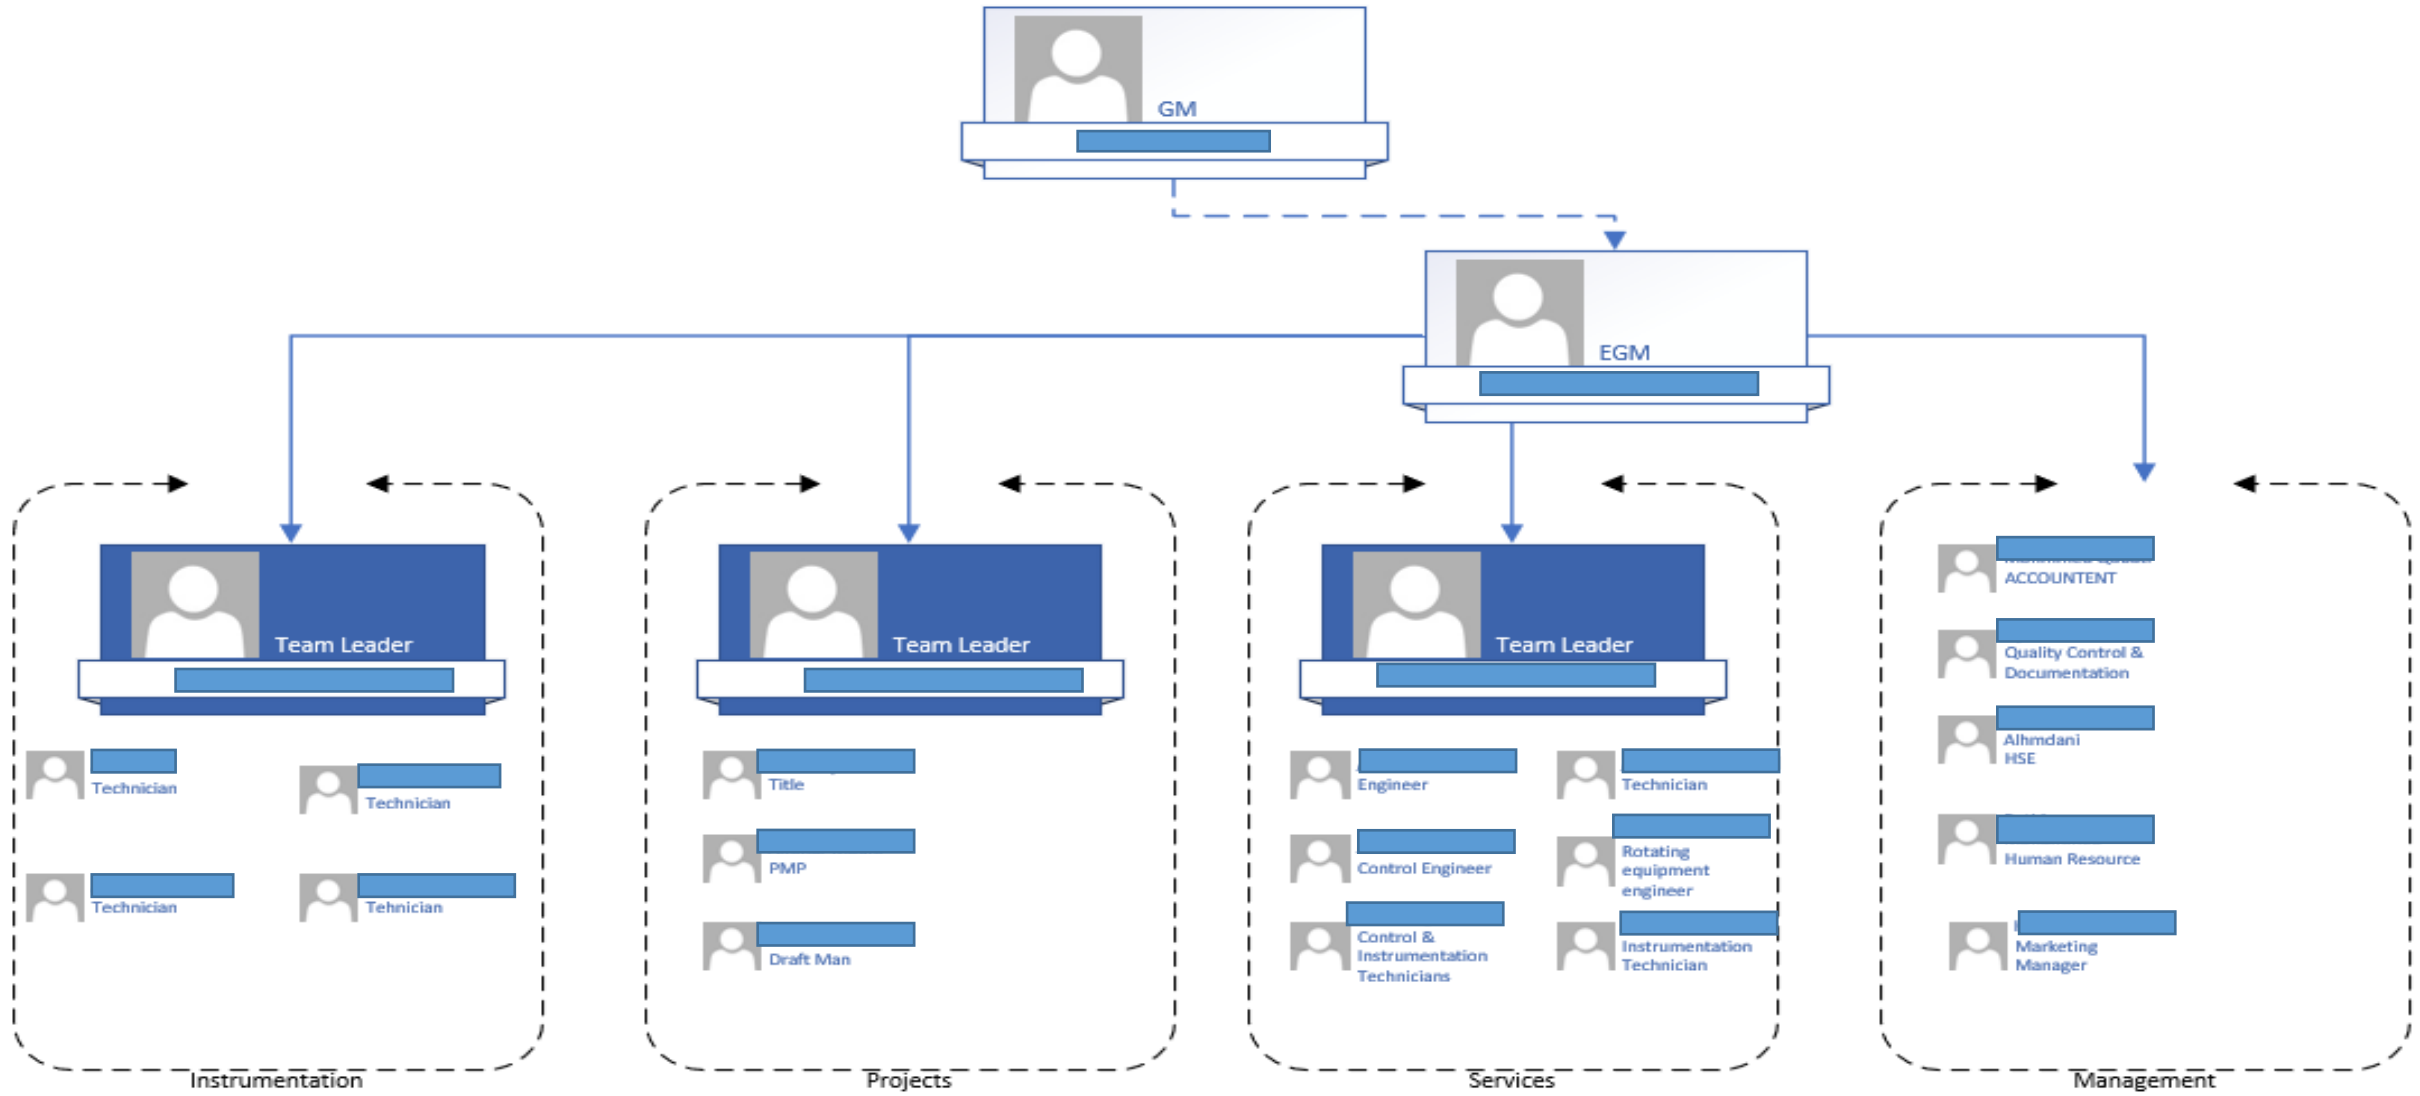 GM
EGM
Team Leader
Technician
Technician
Technician
Tehnician
Instrumentation
Team Leader
Title
PMP
Draft Man
Projects
Team Leader
Engineer
Technician
Control Engineer
Rotating
equipment
engineer
Control &
Instrumentation
Technicians
Instrumentation
Technician
Services
ACCOUNTENT
Quality Control &
Documentation
Alhmdani
HSE
Human Resource
Marketing
Manager
Management